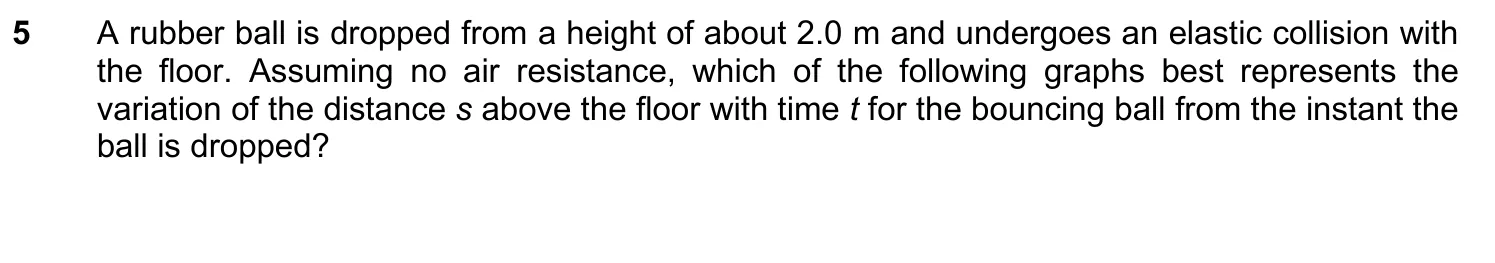 5 A rubber ball is dropped from a height of about 2.0 m and undergoes an elastic collision with
the floor. Assuming no air resistance, which of the following graphs best represents the
variation of the distance s above the floor with time t for the bouncing ball from the instant the
ball is dropped?